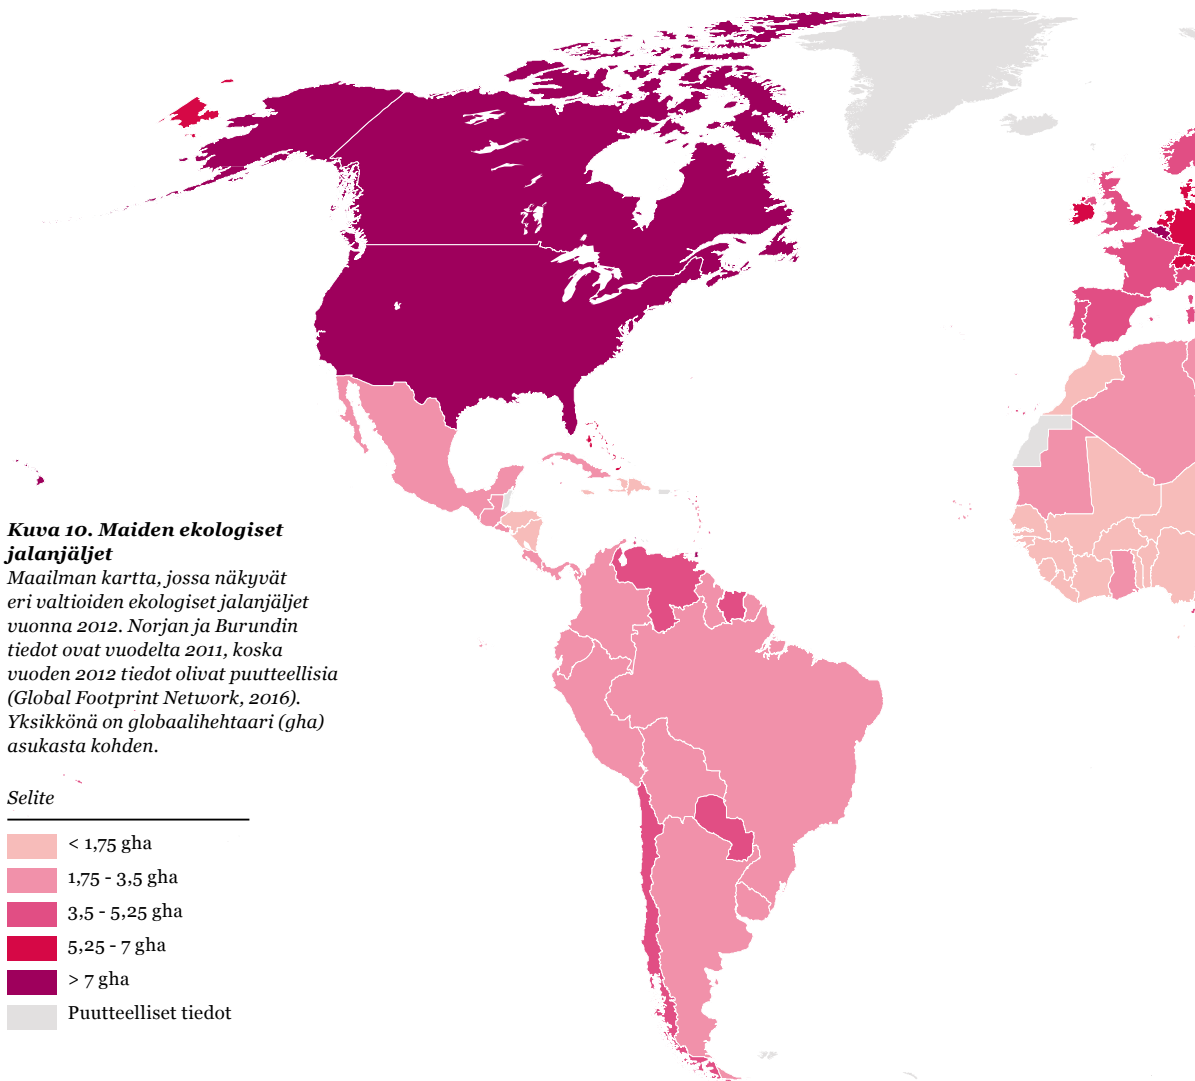 Kuva 10. Maiden ekologiset
jalanjäljet
Maailman kartta, jossa näkyvät
eri valtioiden ekologiset jalanjäljet
vuonna 2012. Norjan ja Burundin
tiedot ovat vuodelta 2011, koska
vuoden 2012 tiedot olivat puutteellisia
(Global Footprint Network, 2016).
Yksikkönä on globaalihehtaari (gha)
asukasta kohden.
Selite
< 1,75 gha
1,75 - 3,5 gha
3,5 - 5,25 gha
5,25 - 7 gha
> 7 gha
Puutteelliset tiedot